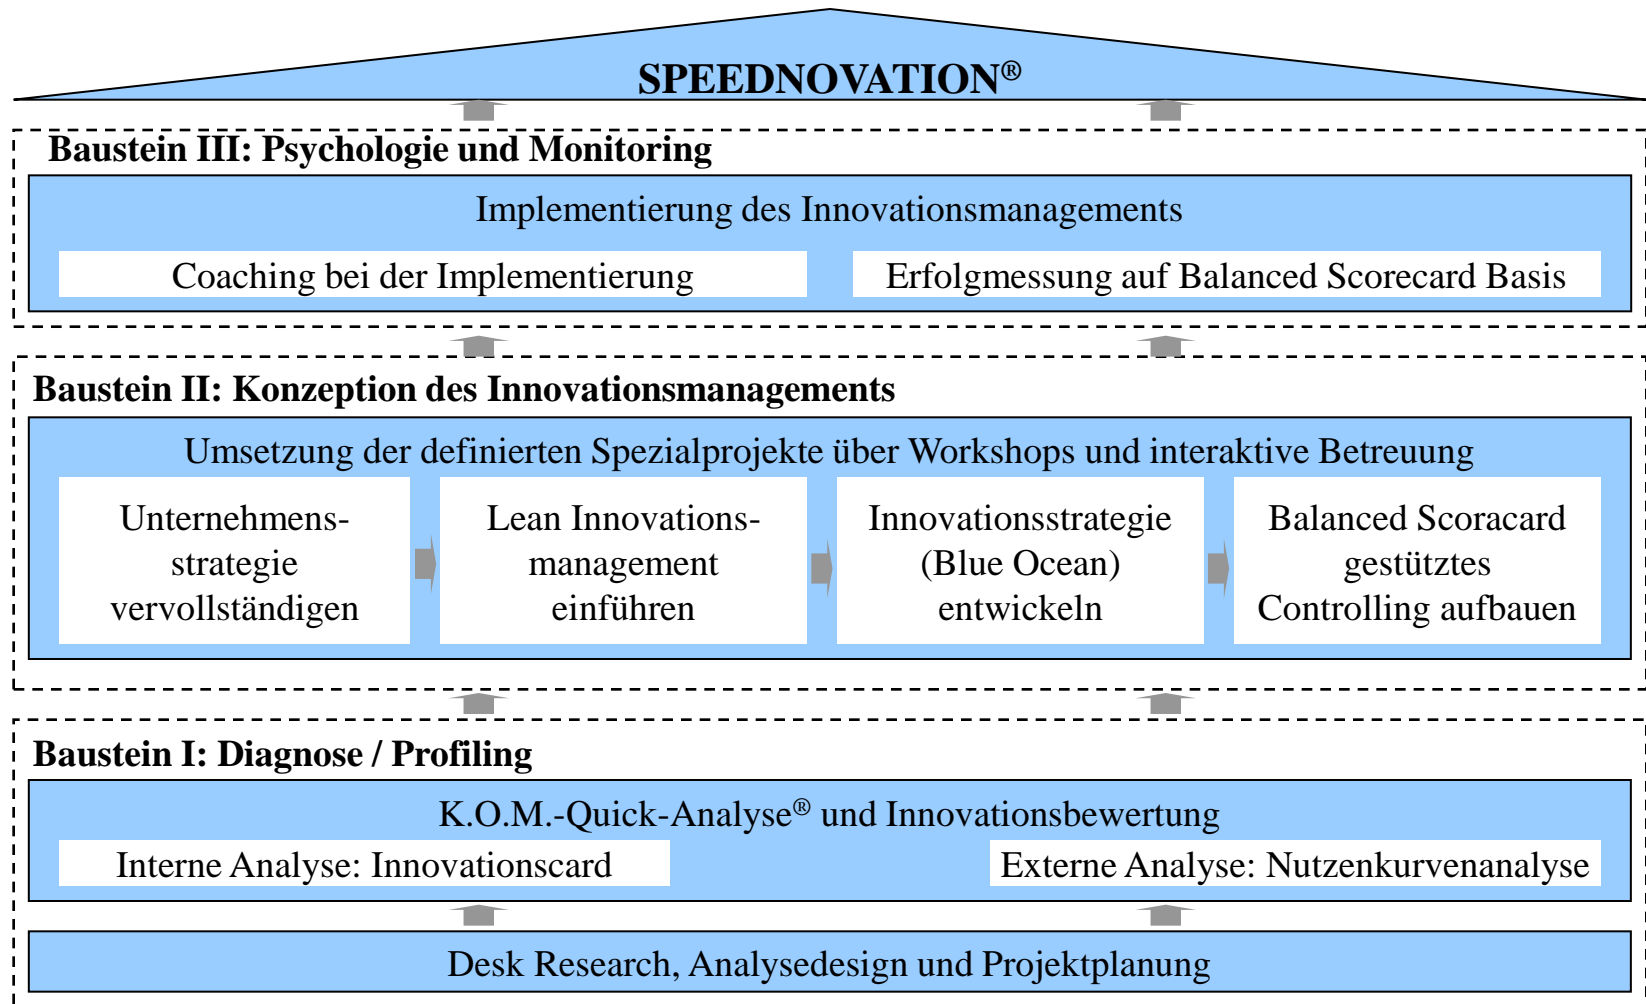 SPEEDNOVATION®
Baustein III: Psychologie und Monitoring
Implementierung des Innovationsmanagements
Coaching bei der Implementierung
Erfolgmessung auf Balanced Scorecard Basis
Baustein II: Konzeption des Innovationsmanagements
Umsetzung der definierten Spezialprojekte über Workshops und interaktive Betreuung
Unternehmens-
strategie
vervollständigen
Lean Innovations-
management
einführen
Innovationsstrategie
(Blue Ocean)
entwickeln
Balanced Scoracard
gestütztes
Controlling aufbauen
Baustein I: Diagnose / Profiling
K.O.M.-Quick-Analyse® und Innovationsbewertung
Interne Analyse: Innovationscard
Externe Analyse: Nutzenkurvenanalyse
Desk Research, Analysedesign und Projektplanung